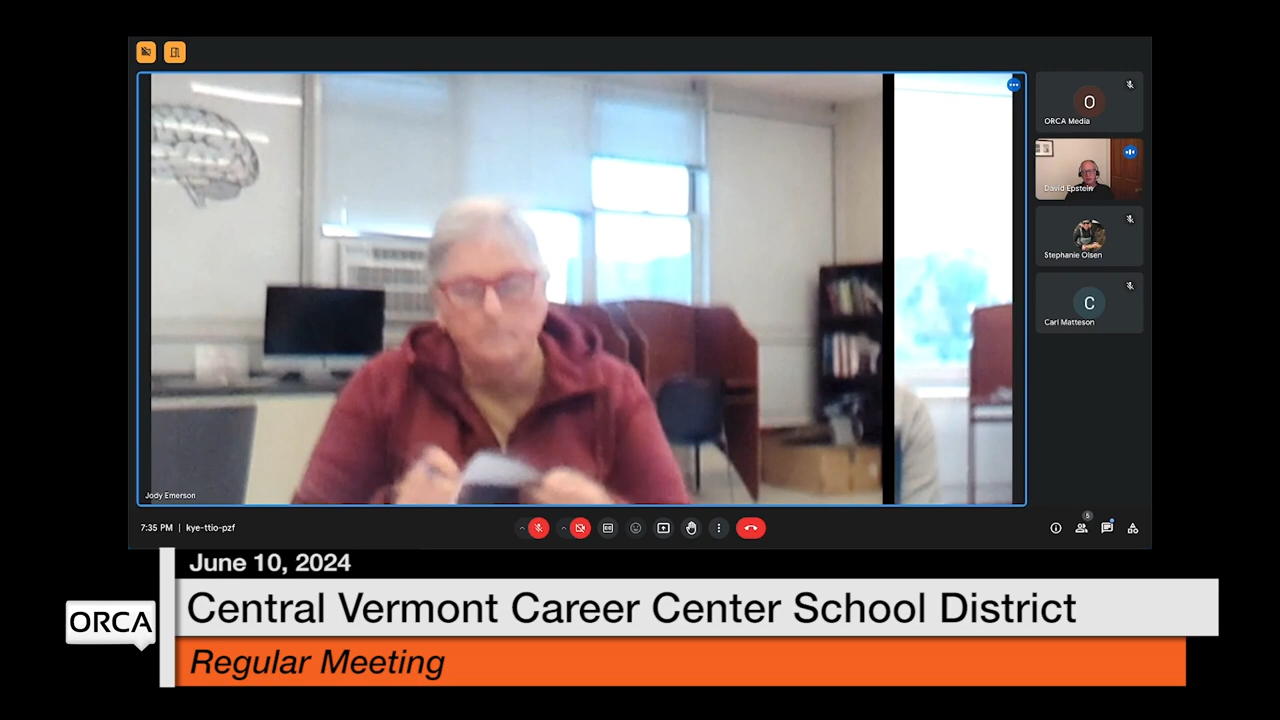 O
ORCA Media
David Epstein
Stephanie Olsen
C
Carl Matteson
Jody Emerson
7:35 PM | kye-ttio-pzf
5
June 10, 2024
Central Vermont Career Center School District
ORCA
Regular Meeting